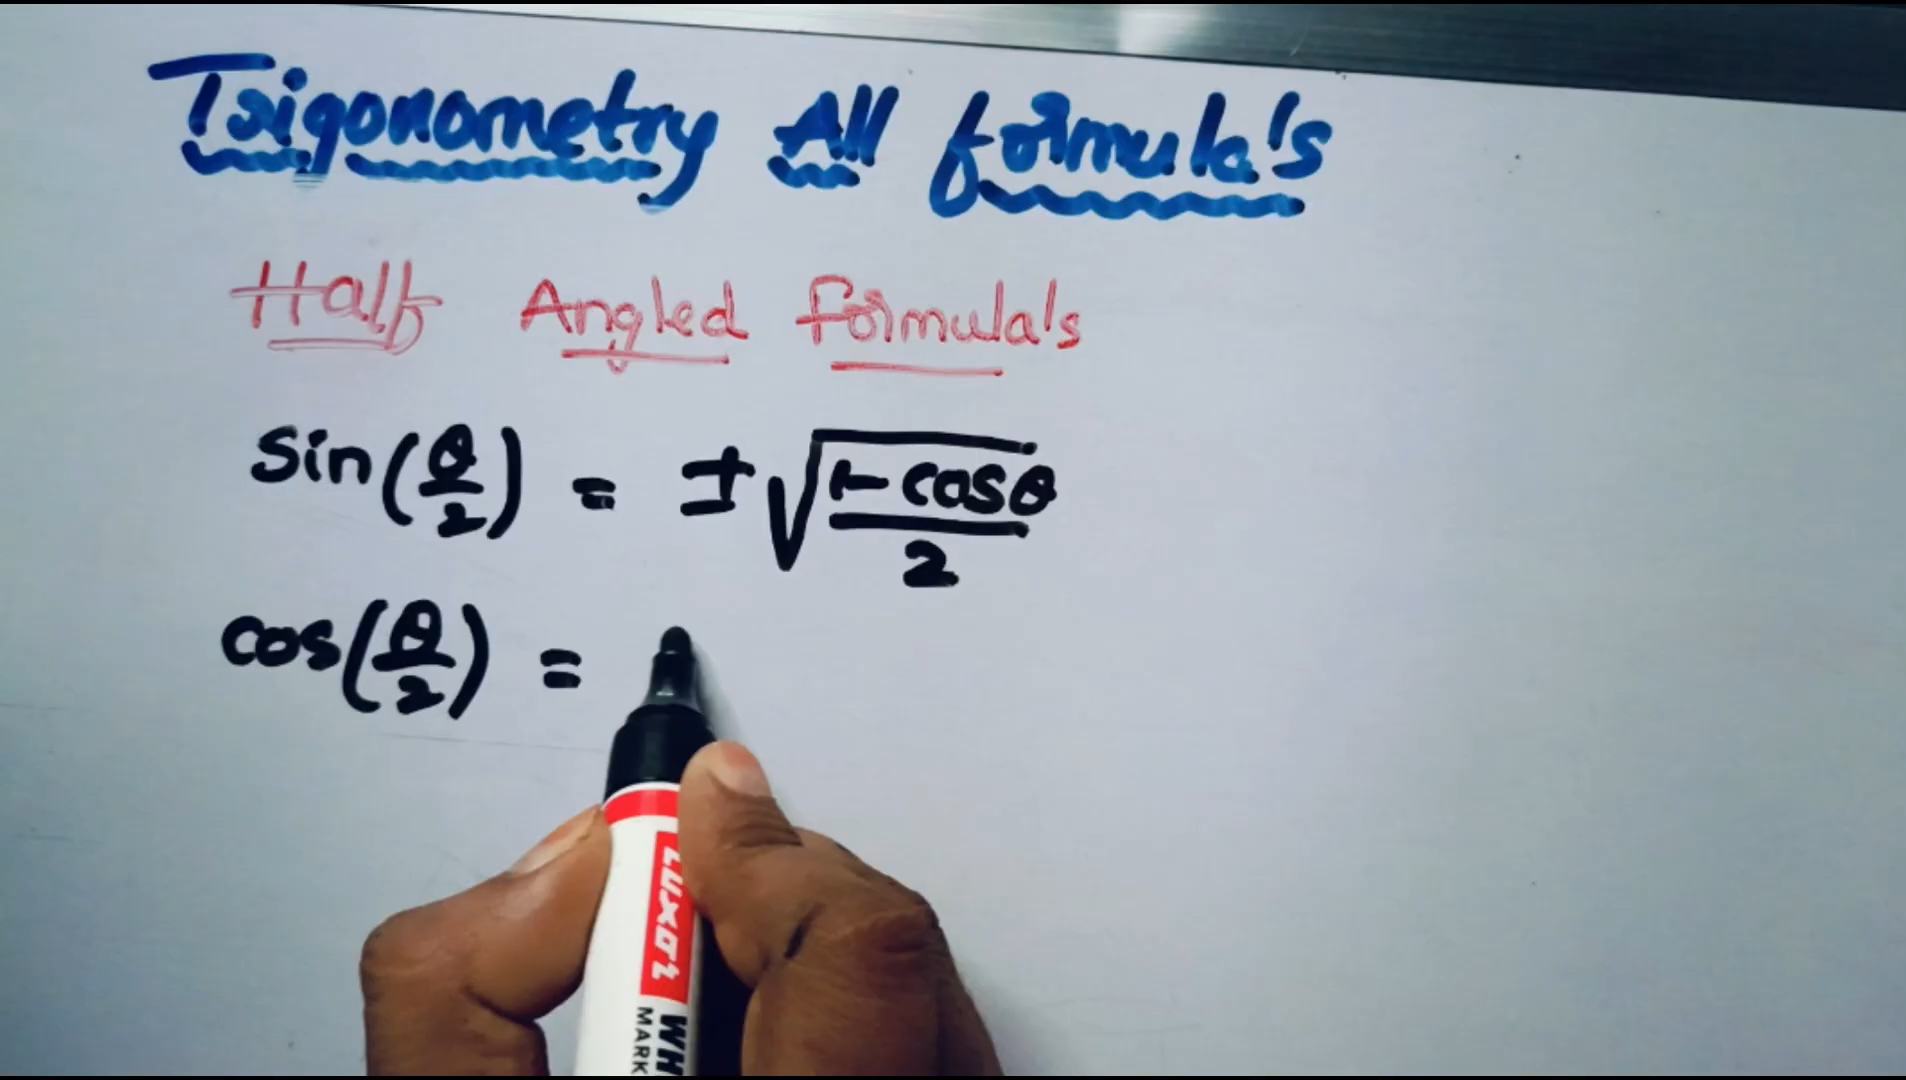 Trigonometry All formula's
Half Angled formula's
sin(θ/2) = ±√((1-cosθ)/2)
cos(θ/2) =
LUXOR
WH
MARK